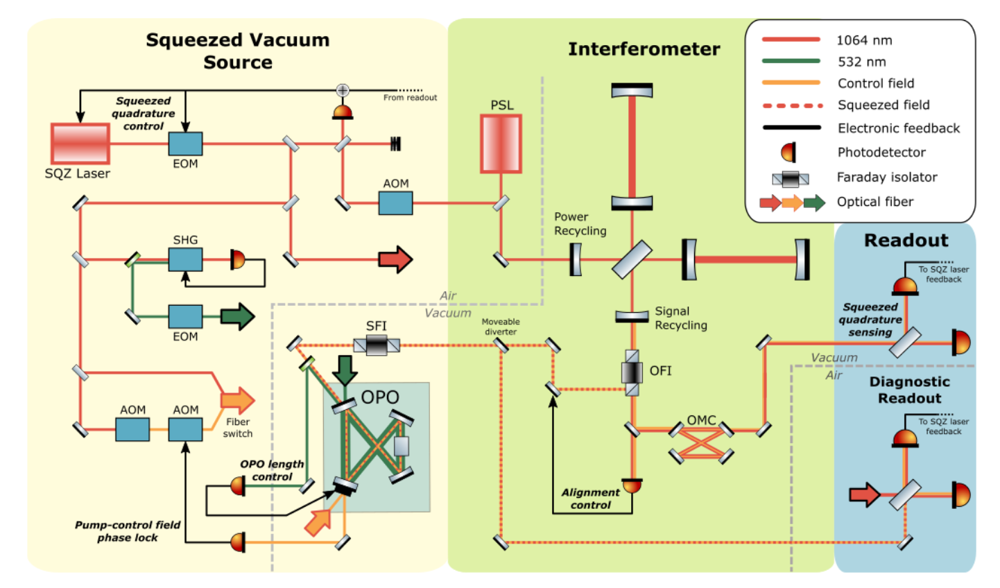 Squeezed Vacuum
Source
Interferometer
1064 nm
532 nm
Control field
Squeezed field
Electronic feedback
Photodetector
Faraday isolator
Optical fiber
From readout
Squeezed
quadrature
control
SQZ Laser
EOM
AOM
PSL
Power
Recycling
SHG
EOM
Air
Vacuum
Signal
Recycling
Readout
To SQZ laser
feedback
Squeezed
quadrature
sensing
Vacuum
Air
SFI
Moveable
diverter
OFI
OPO
AOM
AOM
Fiber
switch
OMC
Diagnostic
Readout
To SQZ laser
feedback
OPO length
control
Alignment
control
Pump-control field
phase lock